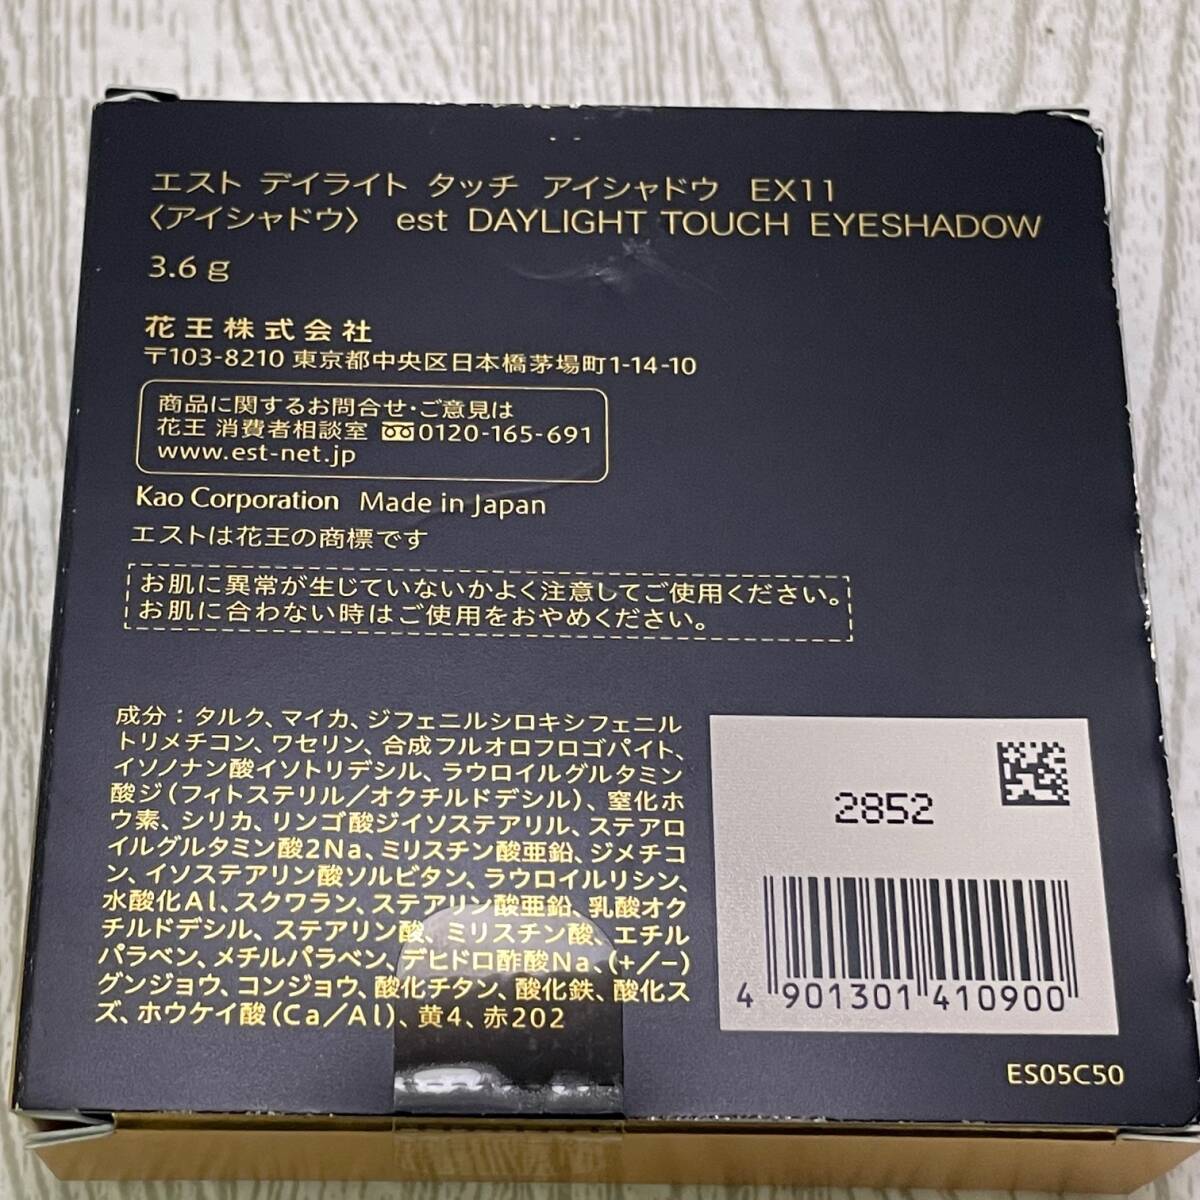 エスト デイライト タッチ アイシャドウ EX11
〈アイシャドウ〉 est DAYLIGHT TOUCH EYESHADOW
3.6 g
花王株式会社
〒103-8210 東京都中央区日本橋茅場町1-14-10
商品に関するお問合せ・ご意見は
花王 消費者相談室 0120-165-691
www.est-net.jp
Kao Corporation Made in Japan
エストは花王の商標です
お肌に異常が生じていないかよく注意してご使用ください。
お肌に合わない時はご使用をおやめください。
成分：タルク、マイカ、ジフェニルシロキシフェニル
トリメチコン、ワセリン、合成フルオロフロゴパイト、
イソノナン酸イソトリデシル、ラウロイルグルタミン
酸ジ（フィトステリル／オクチルドデシル）、窒化ホ
ウ素、シリカ、リンゴ酸ジイソステアリル、ステアロ
イルグルタミン酸2Na、ミリスチン酸亜鉛、ジメチコ
ン、イソステアリン酸ソルビタン、ラウロイルリシン、
水酸化Al、スクワラン、ステアリン酸亜鉛、乳酸オク
チルドデシル、ステアリン酸、ミリスチン酸、エチル
パラベン、メチルパラベン、デヒドロ酢酸Na、（+／−）
グンジョウ、コンジョウ、酸化チタン、酸化鉄、酸化ス
ズ、ホウケイ酸（Ca／Al）、黄4、赤202
2852
4 901301 410900
ES05C50